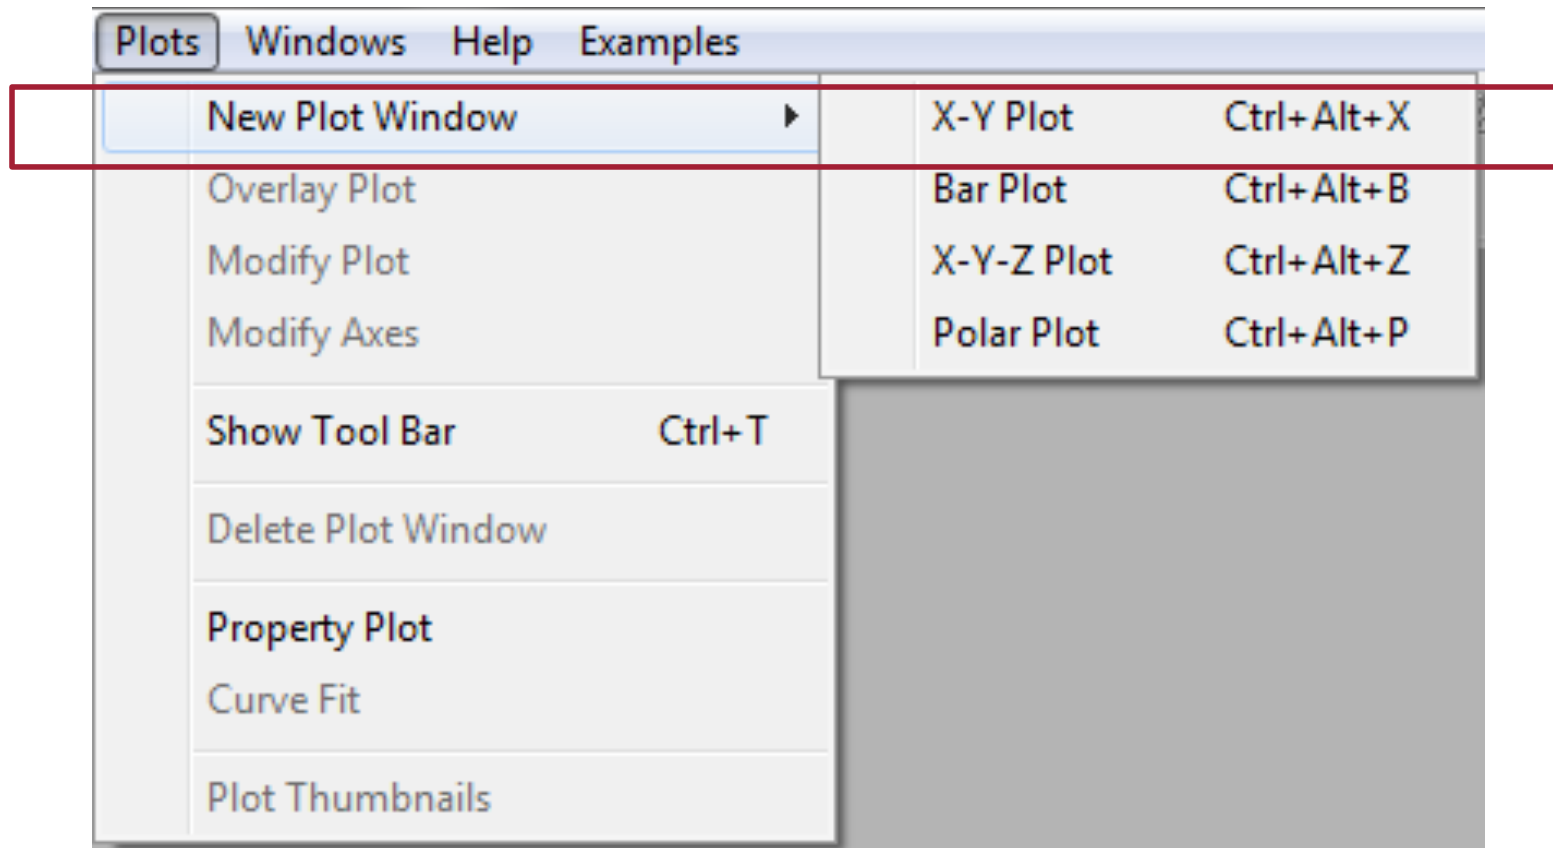 Plots Windows Help Examples
New Plot Window
Overlay Plot
Modify Plot
Modify Axes
Show Tool Bar Ctrl+T
Delete Plot Window
Property Plot
Curve Fit
Plot Thumbnails
X-Y Plot Ctrl+Alt+X
Bar Plot Ctrl+Alt+B
X-Y-Z Plot Ctrl+Alt+Z
Polar Plot Ctrl+Alt+P